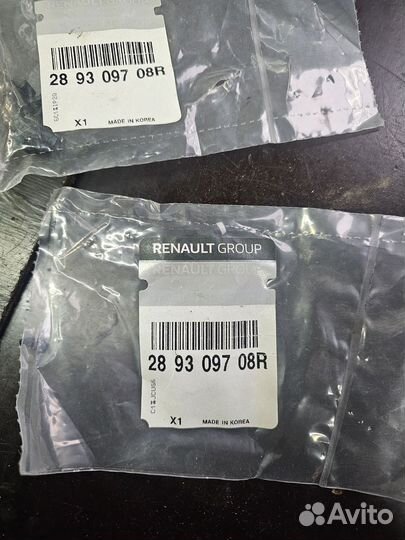 28 93 097 08R
X1 MADE IN KOREA
RENAULT GROUP
RENAULT GROUP
28 93 097 08R
X1 MADE IN KOREA
Avito